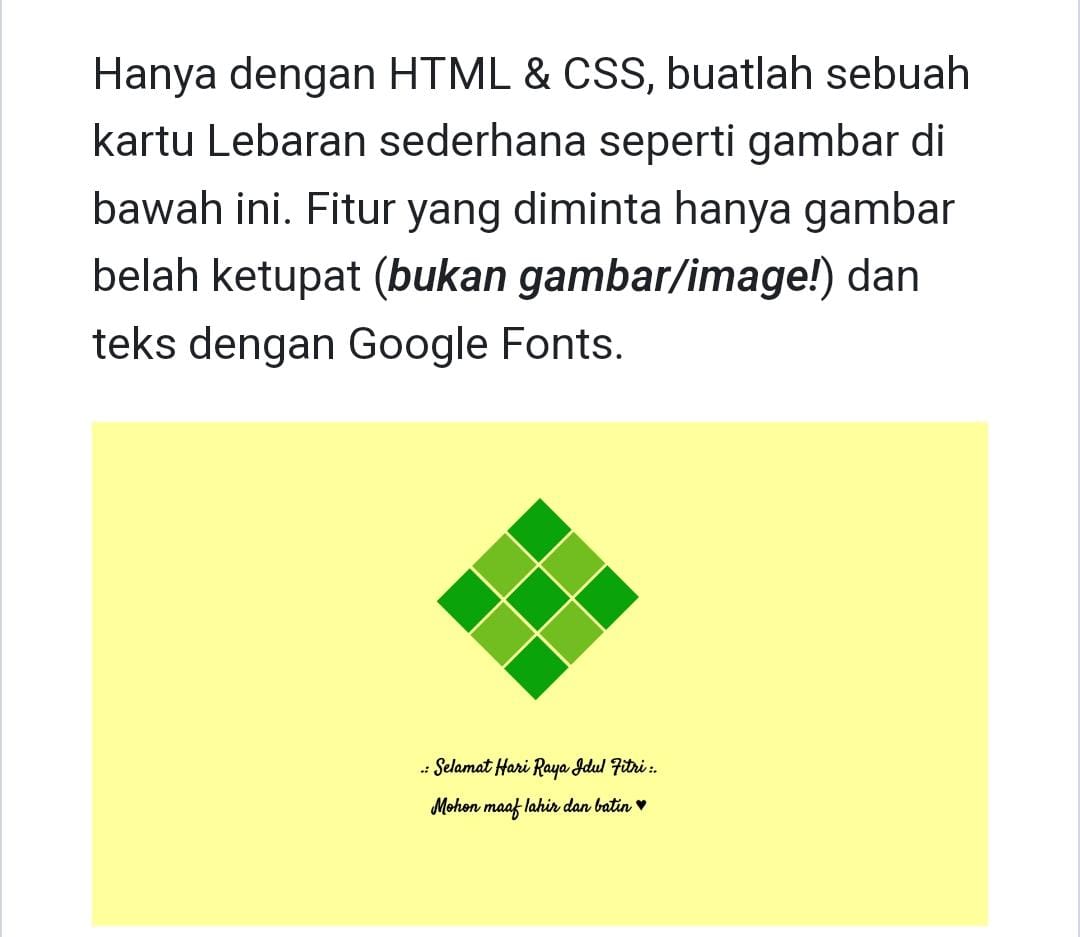 Hanya dengan HTML & CSS, buatlah sebuah
kartu Lebaran sederhana seperti gambar di
bawah ini. Fitur yang diminta hanya gambar
belah ketupat (bukan gambar/image!) dan
teks dengan Google Fonts.
.: Selamat Hari Raya Idul Fitri :.
Mohon maaf lahir dan batin ♥